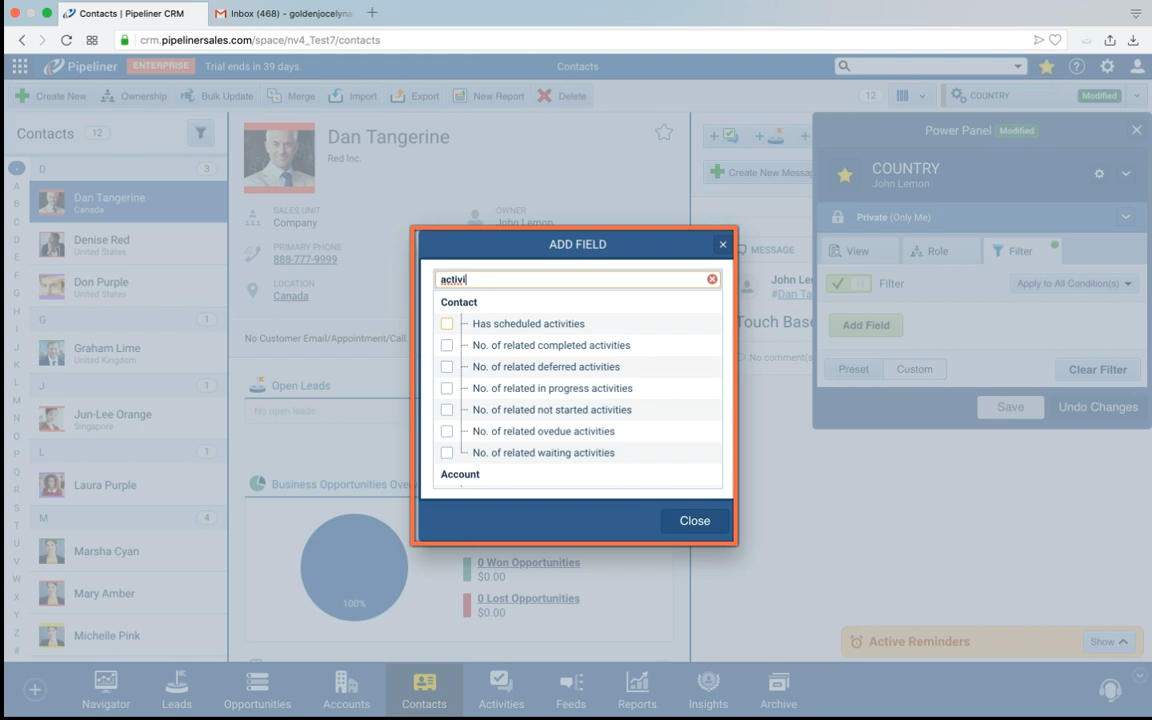 Contacts | Pipeliner CRM
Inbox (468) - goldenjocelyna
crm.pipelinersales.com/space/nv4_Test7/contacts
Pipeliner ENTERPRISE Trial ends in 39 days. Contacts
Create New Ownership Bulk Update Merge Import Export New Report Delete 12 COUNTRY Modified
Contacts 12
D 3
Dan Tangerine
Canada
Denise Red
United States
Don Purple
United States
G 1
Graham Lime
United Kingdom
J 1
Jun-Lee Orange
Singapore
L 1
Laura Purple
M 4
Marsha Cyan
Mary Amber
Michelle Pink
A
B
C
D
E
F
G
H
I
J
K
L
M
N
O
P
Q
R
S
T
U
V
W
X
Y
Z
#
Dan Tangerine
Red Inc.
SALES UNIT
Company
OWNER
John Lemon
PRIMARY PHONE
888-777-9999
LOCATION
Canada
No Customer Email/Appointment/Call
Open Leads
No open leads
Business Opportunities Ove
100%
0 Won Opportunities
$0.00
0 Lost Opportunities
$0.00
Create New Messag
MESSAGE
John Le
#Dan Ta
Touch Base
No comment(s
ADD FIELD
activi
Contact
Has scheduled activities
No. of related completed activities
No. of related deferred activities
No. of related in progress activities
No. of related not started activities
No. of related ovedue activities
No. of related waiting activities
Account
Close
Power Panel Modified
COUNTRY
John Lemon
Private (Only Me)
View Role Filter
Filter Apply to All Condition(s)
Add Field
Preset Custom Clear Filter
Save Undo Changes
Active Reminders Show
Navigator Leads Opportunities Accounts Contacts Activities Feeds Reports Insights Archive